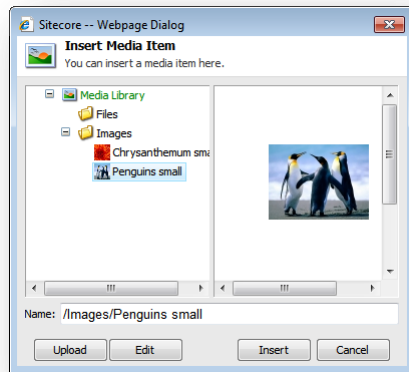 Sitecore -- Webpage Dialog
Insert Media Item
You can insert a media item here.
Media Library
Files
Images
Chrysanthemum sma
Penguins small
Name: /Images/Penguins small
Upload Edit Insert Cancel